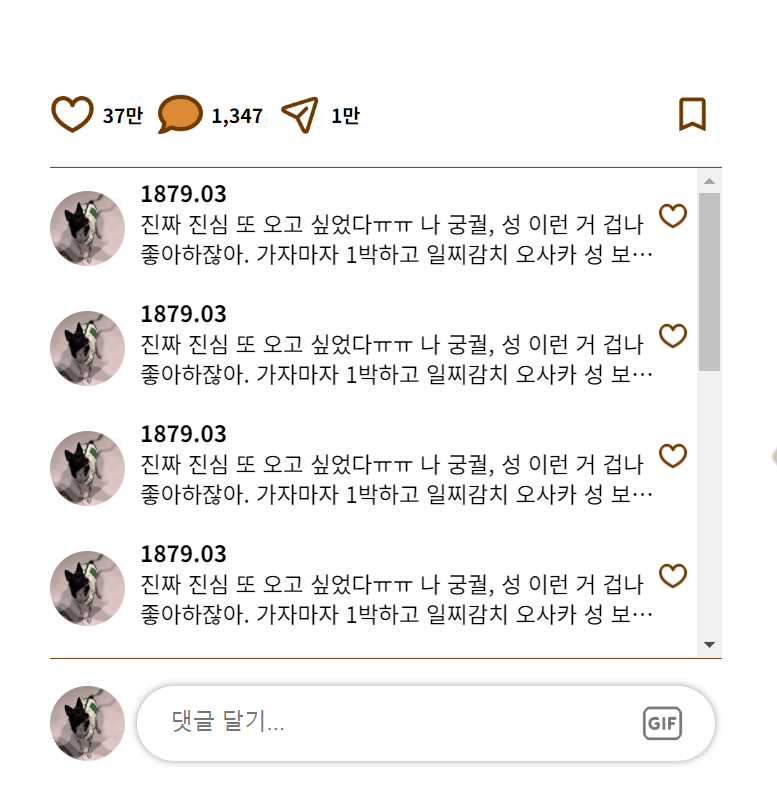 37만 1,347 1만
1879.03
진짜 진심 또 오고 싶었다ㅠㅠ 나 궁궐, 성 이런 거 겁나
좋아하잖아. 가자마자 1박하고 일찌감치 오사카 성 보…
1879.03
진짜 진심 또 오고 싶었다ㅠㅠ 나 궁궐, 성 이런 거 겁나
좋아하잖아. 가자마자 1박하고 일찌감치 오사카 성 보…
1879.03
진짜 진심 또 오고 싶었다ㅠㅠ 나 궁궐, 성 이런 거 겁나
좋아하잖아. 가자마자 1박하고 일찌감치 오사카 성 보…
1879.03
진짜 진심 또 오고 싶었다ㅠㅠ 나 궁궐, 성 이런 거 겁나
좋아하잖아. 가자마자 1박하고 일찌감치 오사카 성 보…
댓글 달기... GIF